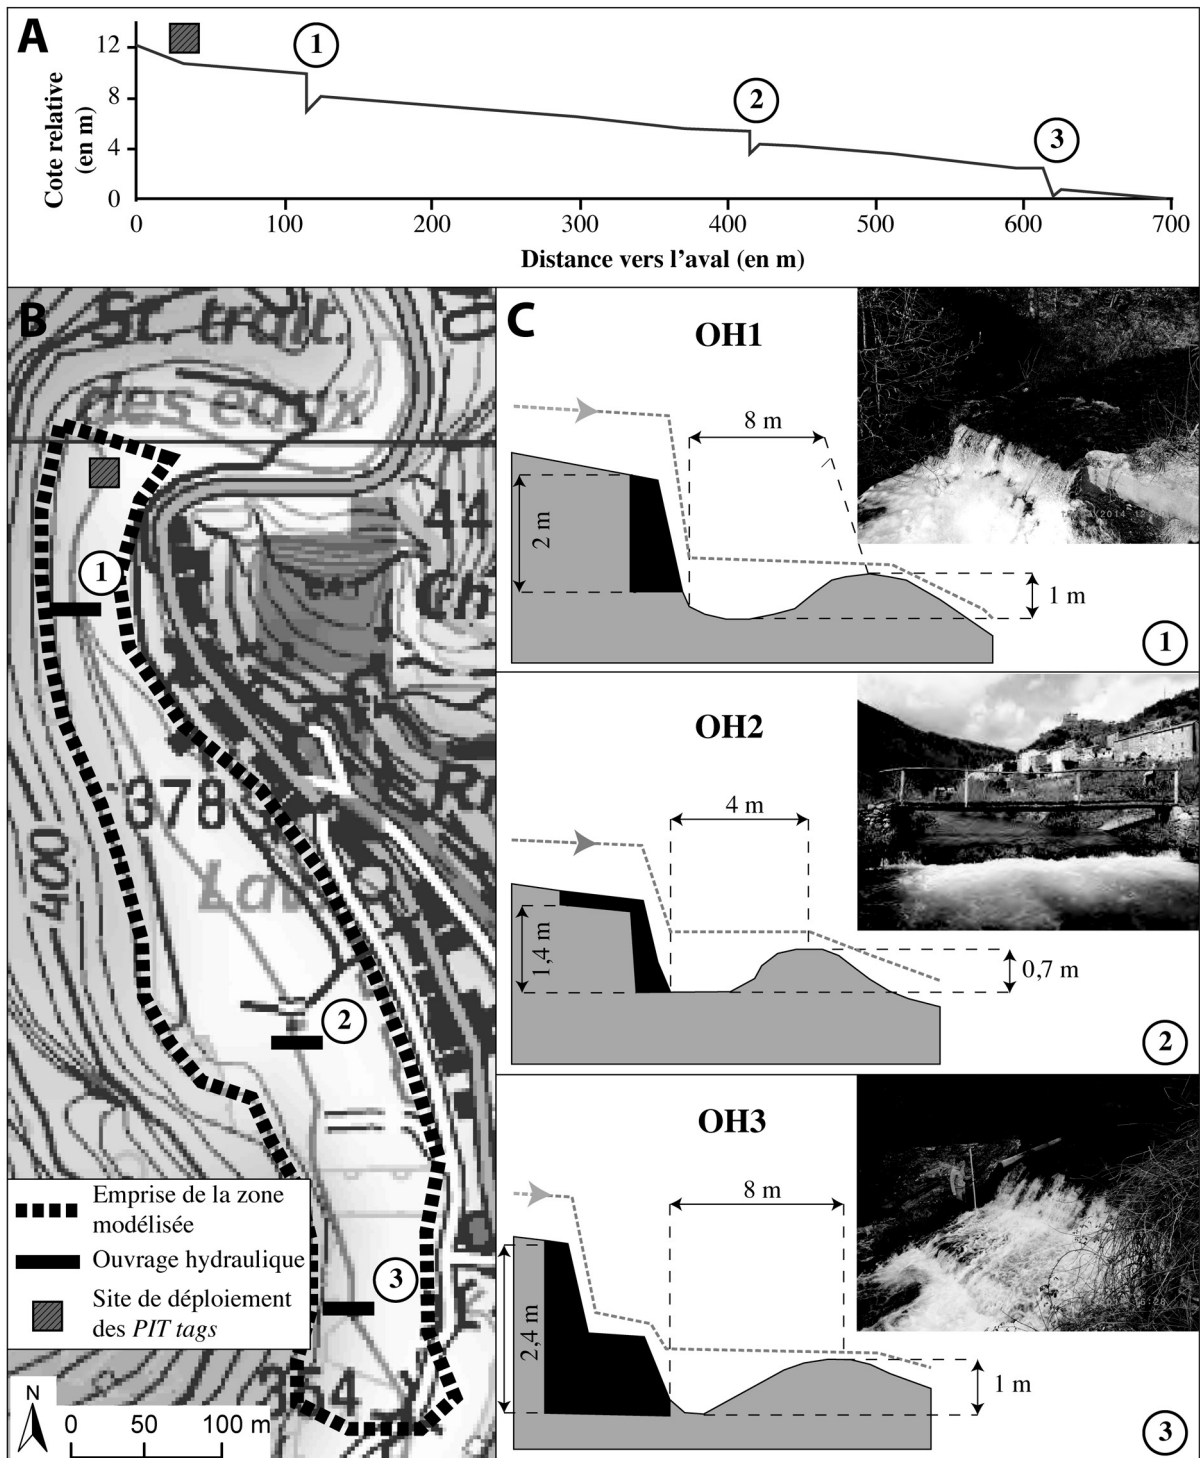 A
12
8
4
0
Cote relative
(en m)
1
2
3
0
100
200
300
400
500
600
700
Distance vers l'aval (en m)
B
St. trait.
des eaux
44
1
378
400
2
3
354
Emprise de la zone
modélisée
Ouvrage hydraulique
Site de déploiement
des PIT tags
N
0 50 100 m
C
OH1
8 m
2 m
1 m
1
OH2
4 m
1,4 m
0,7 m
2
OH3
8 m
2,4 m
1 m
3